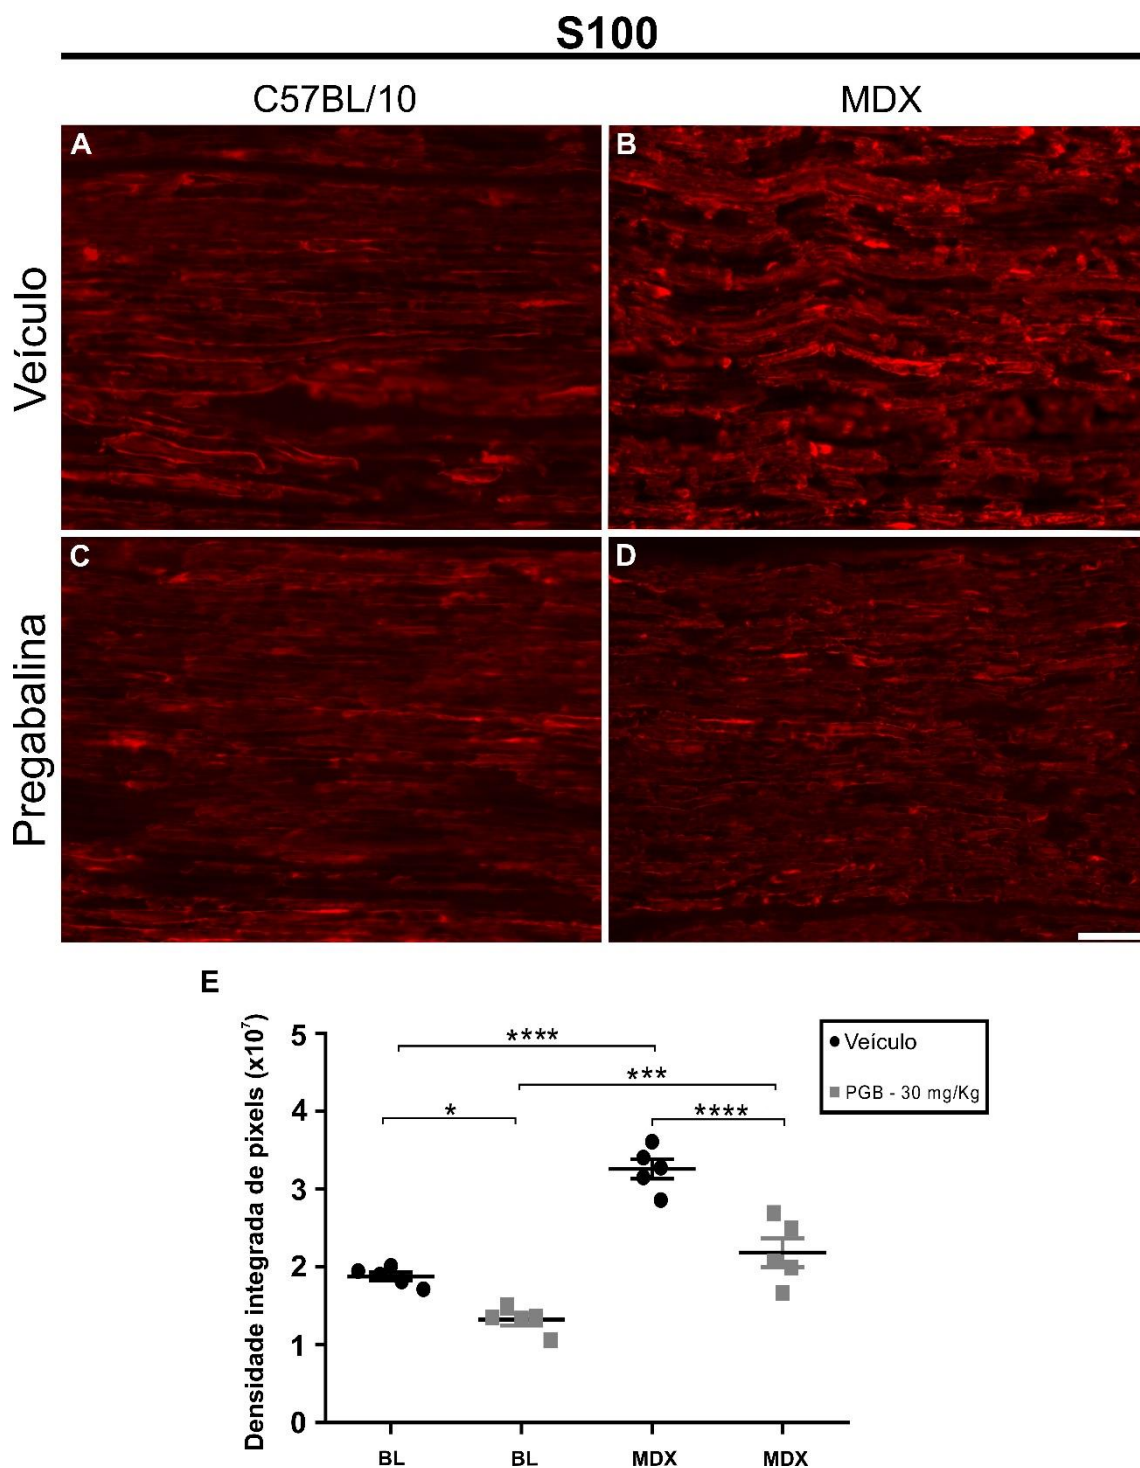 S100
C57BL/10
MDX
Veículo
A
B
Pregabalina
C
D
E
Densidade integrada de pixels (x10⁷)
5
4
3
2
1
0
****
***
*
****
Veículo
PGB - 30 mg/Kg
BL
BL
MDX
MDX